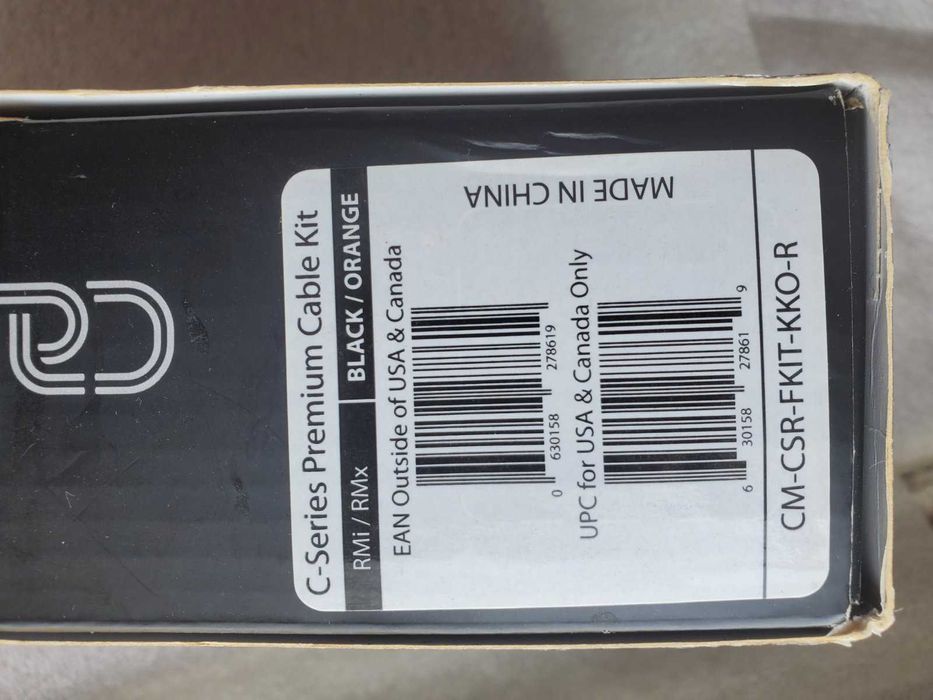 C-Series Premium Cable Kit
RMi / RMx
BLACK / ORANGE
EAN Outside of USA & Canada
0 630158 278619
UPC for USA & Canada Only
6 30158 27861 9
CM-CSR-FKIT-KKO-R
MADE IN CHINA